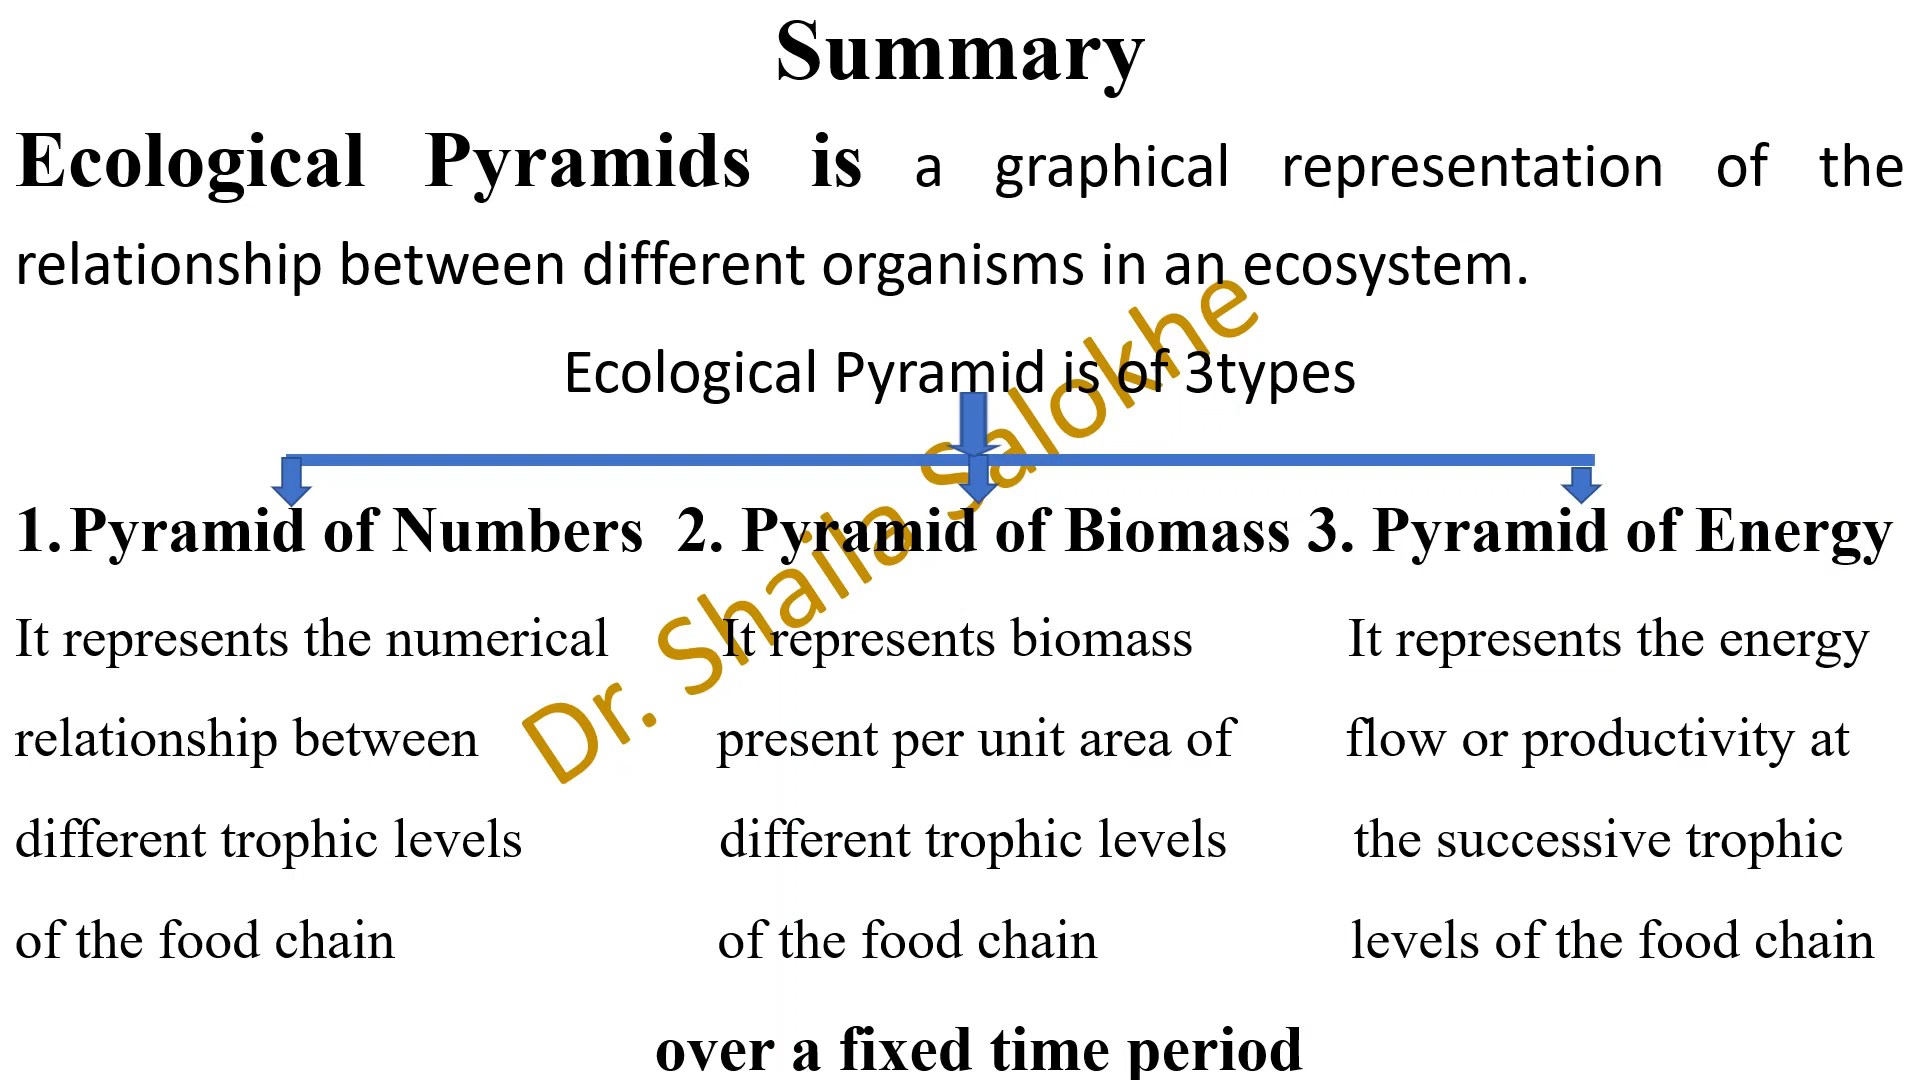 Summary
Ecological Pyramids is a graphical representation of the
relationship between different organisms in an ecosystem.
Ecological Pyramid is of 3types
1. Pyramid of Numbers 2. Pyramid of Biomass 3. Pyramid of Energy
It represents the numerical
relationship between
different trophic levels
of the food chain
It represents biomass
present per unit area of
different trophic levels
of the food chain
It represents the energy
flow or productivity at
the successive trophic
levels of the food chain
over a fixed time period
Dr. Shaila Salokhe